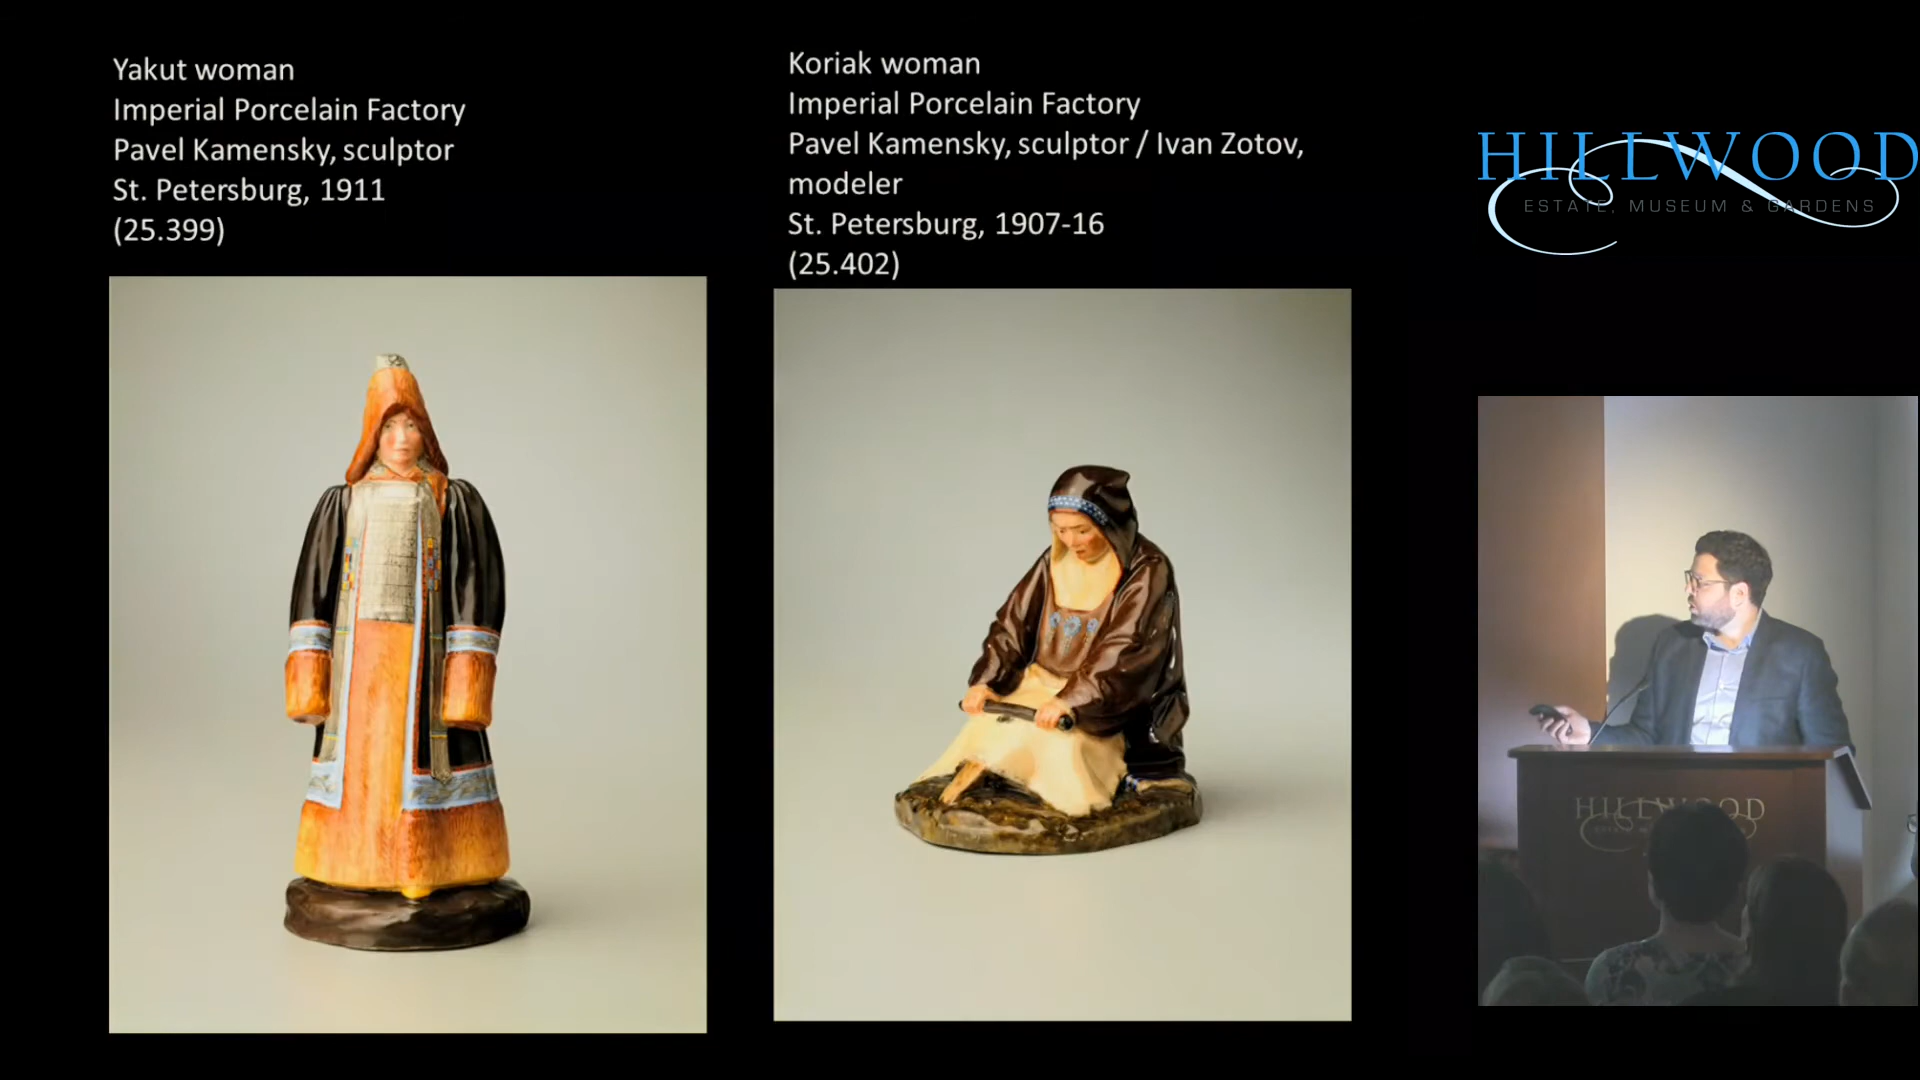 Yakut woman
Imperial Porcelain Factory
Pavel Kamensky, sculptor
St. Petersburg, 1911
(25.399)
Koriak woman
Imperial Porcelain Factory
Pavel Kamensky, sculptor / Ivan Zotov,
modeler
St. Petersburg, 1907-16
(25.402)
HILLWOOD
ESTATE, MUSEUM & GARDENS
HILLWOOD